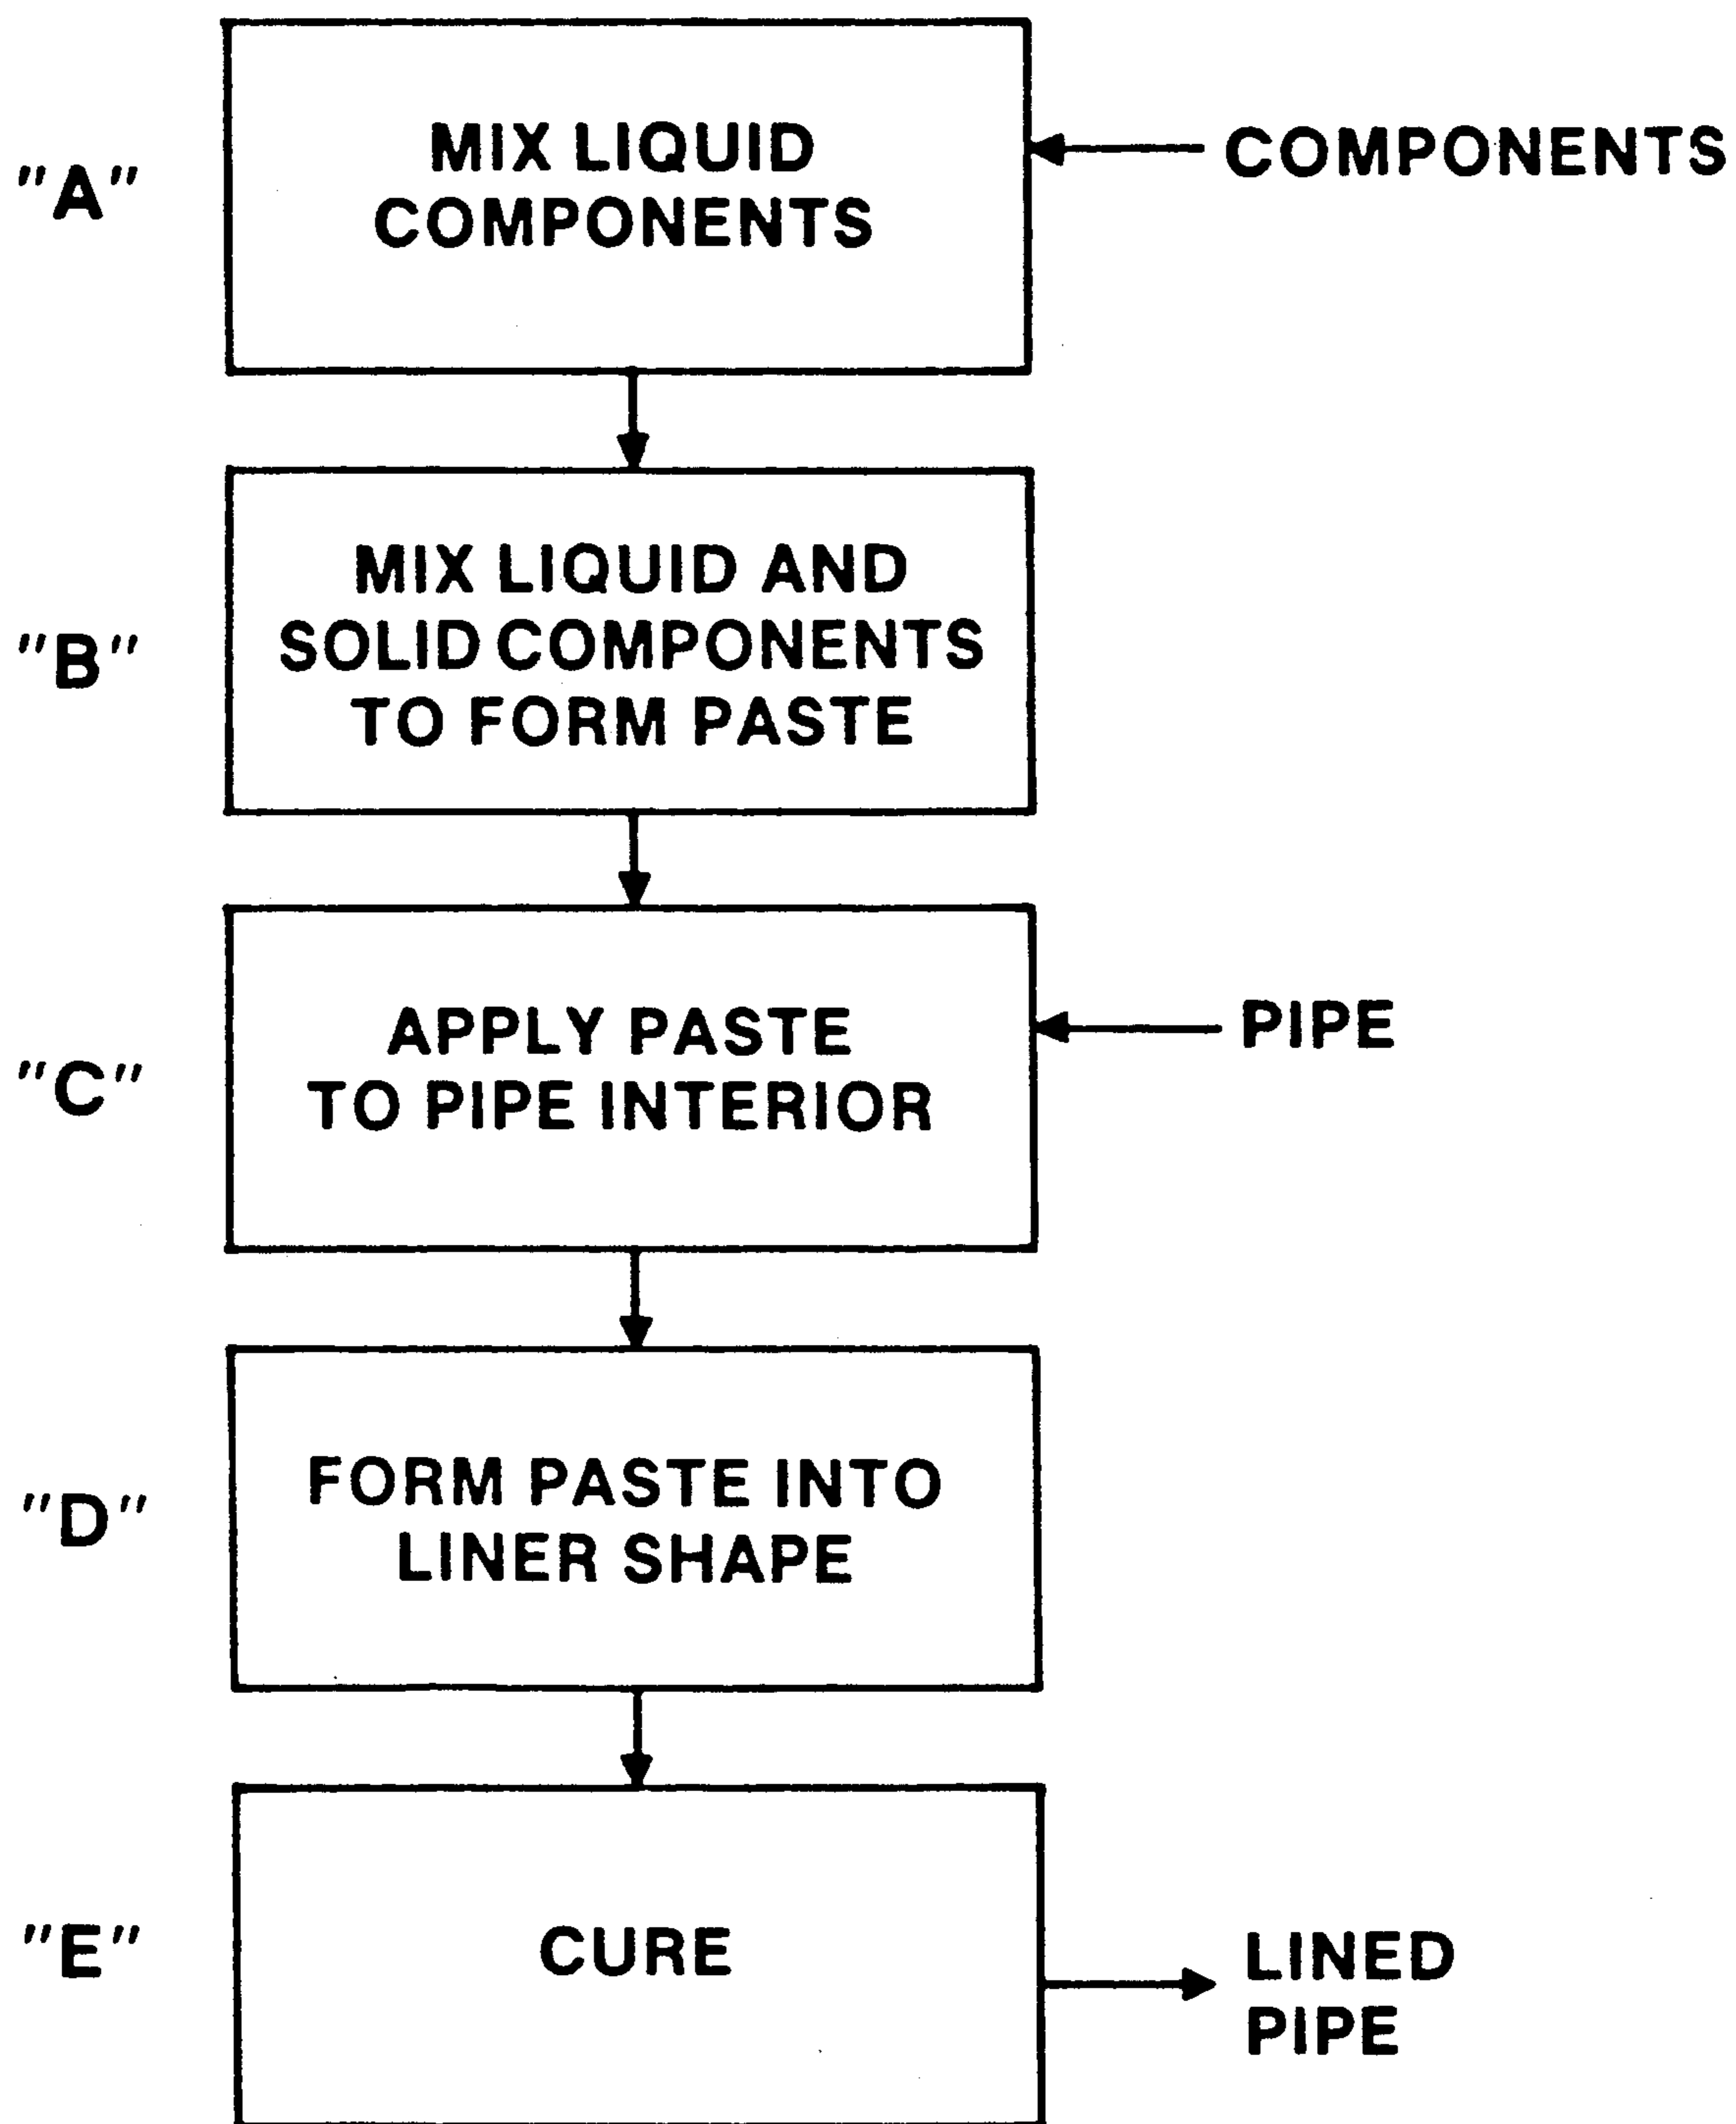 "A"
MIX LIQUID
COMPONENTS
COMPONENTS
"B"
MIX LIQUID AND
SOLID COMPONENTS
TO FORM PASTE
"C"
APPLY PASTE
TO PIPE INTERIOR
PIPE
"D"
FORM PASTE INTO
LINER SHAPE
"E"
CURE
LINED
PIPE